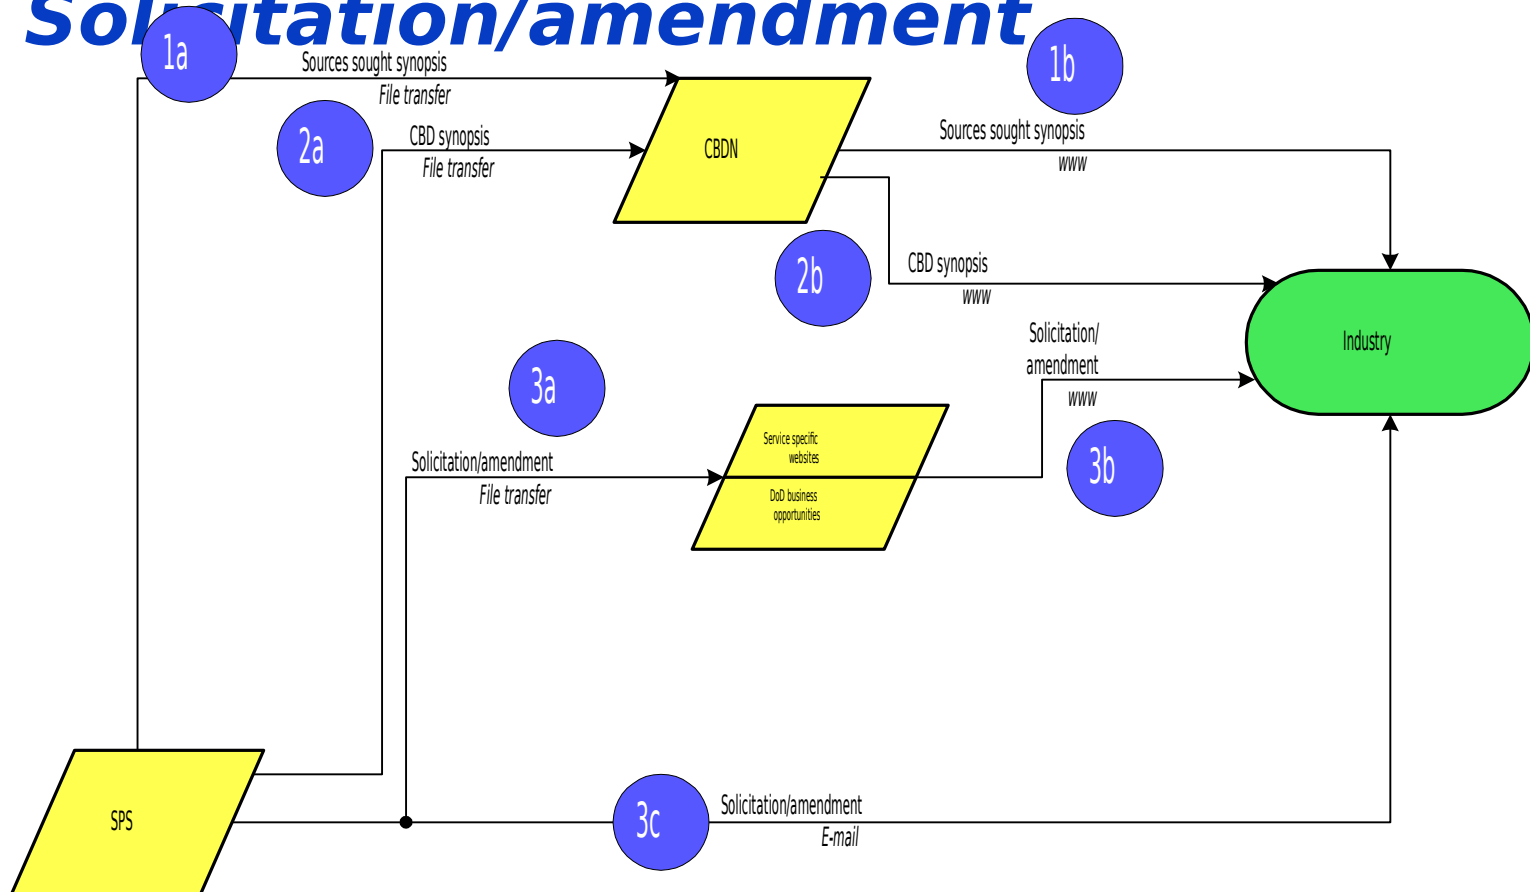 Solicitation/amendment
1a
Sources sought synopsis
File transfer
1b
2a
CBD synopsis
File transfer
CBDN
Sources sought synopsis
www
2b
CBD synopsis
www
Industry
Solicitation/
amendment
www
3a
Service specific
websites
DoD business
opportunities
3b
Solicitation/amendment
File transfer
SPS
3c
Solicitation/amendment
E-mail